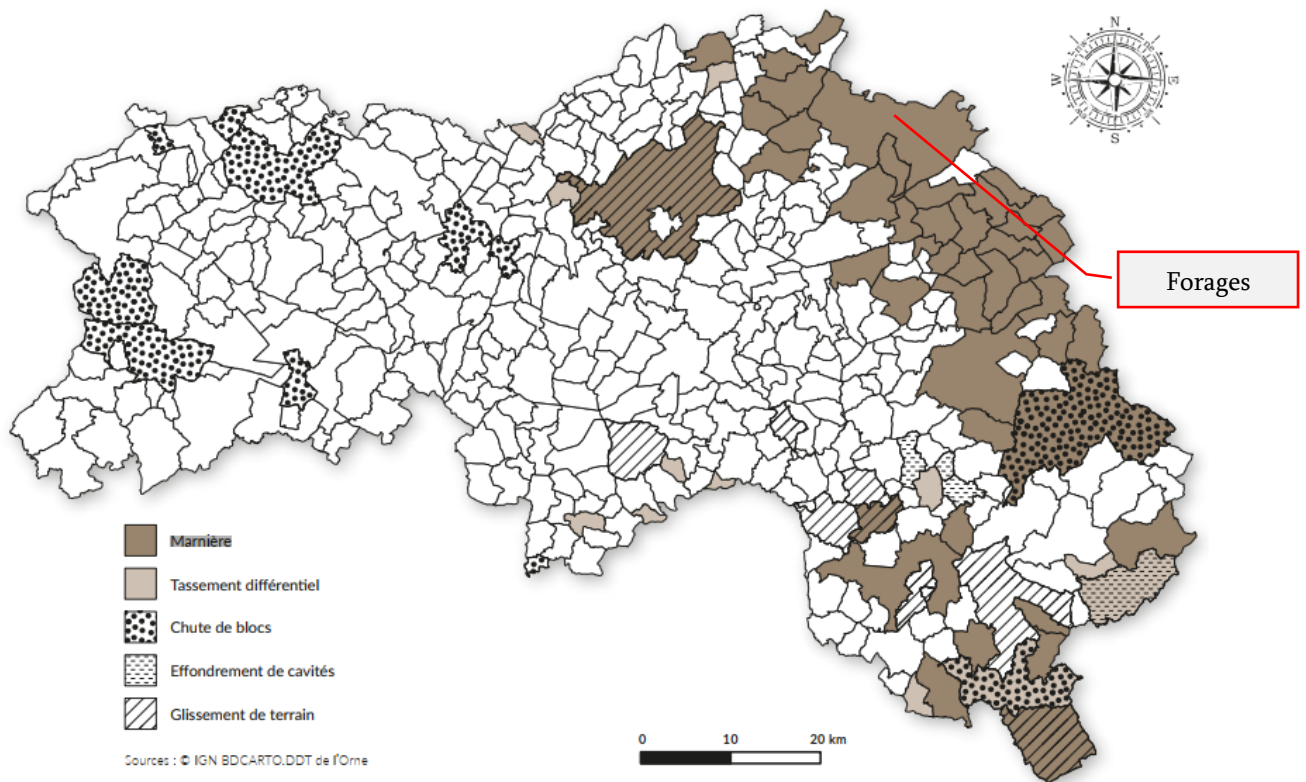 N
W
E
S
Forages
Marnière
Tassement différentiel
Chute de blocs
Effondrement de cavités
Glissement de terrain
0 10 20 km
Sources : © IGN BDCARTO.DDT de l'Orne